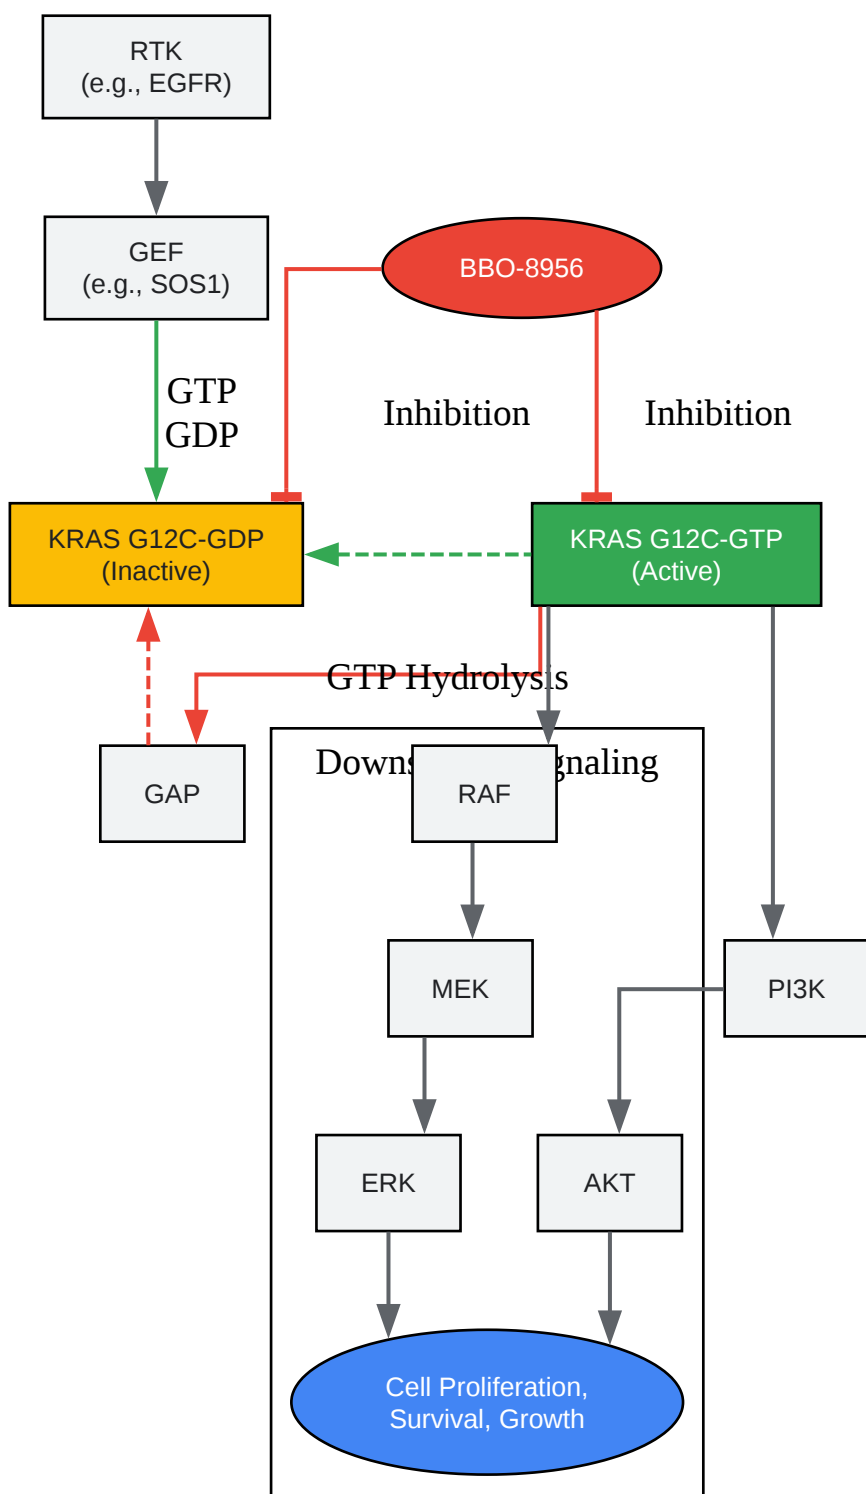 RTK
(e.g., EGFR)
GEF
(e.g., SOS1)
BBO-8956
GTP
GDP
Inhibition
Inhibition
KRAS G12C-GDP
(Inactive)
KRAS G12C-GTP
(Active)
GTP Hydrolysis
GAP
RAF
MEK
PI3K
ERK
AKT
Cell Proliferation,
Survival, Growth